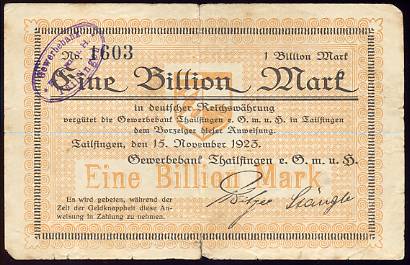 No. 1603 1 Billion Mark
Gewerbebank
Eine Billion Mark
in deutscher Reichswährung
vergütet die Gewerbebank Thailfingen e. G. m. u. H. in Tailfingen
dem Vorzeiger dieser Anweisung.
Tailfingen, den 15. November 1923.
Gewerbebank Thailfingen e. G. m. u. H.
Eine Billion Mark
Es wird gebeten, während der
Zeit der Geldknappheit diese An-
weisung in Zahlung zu nehmen.